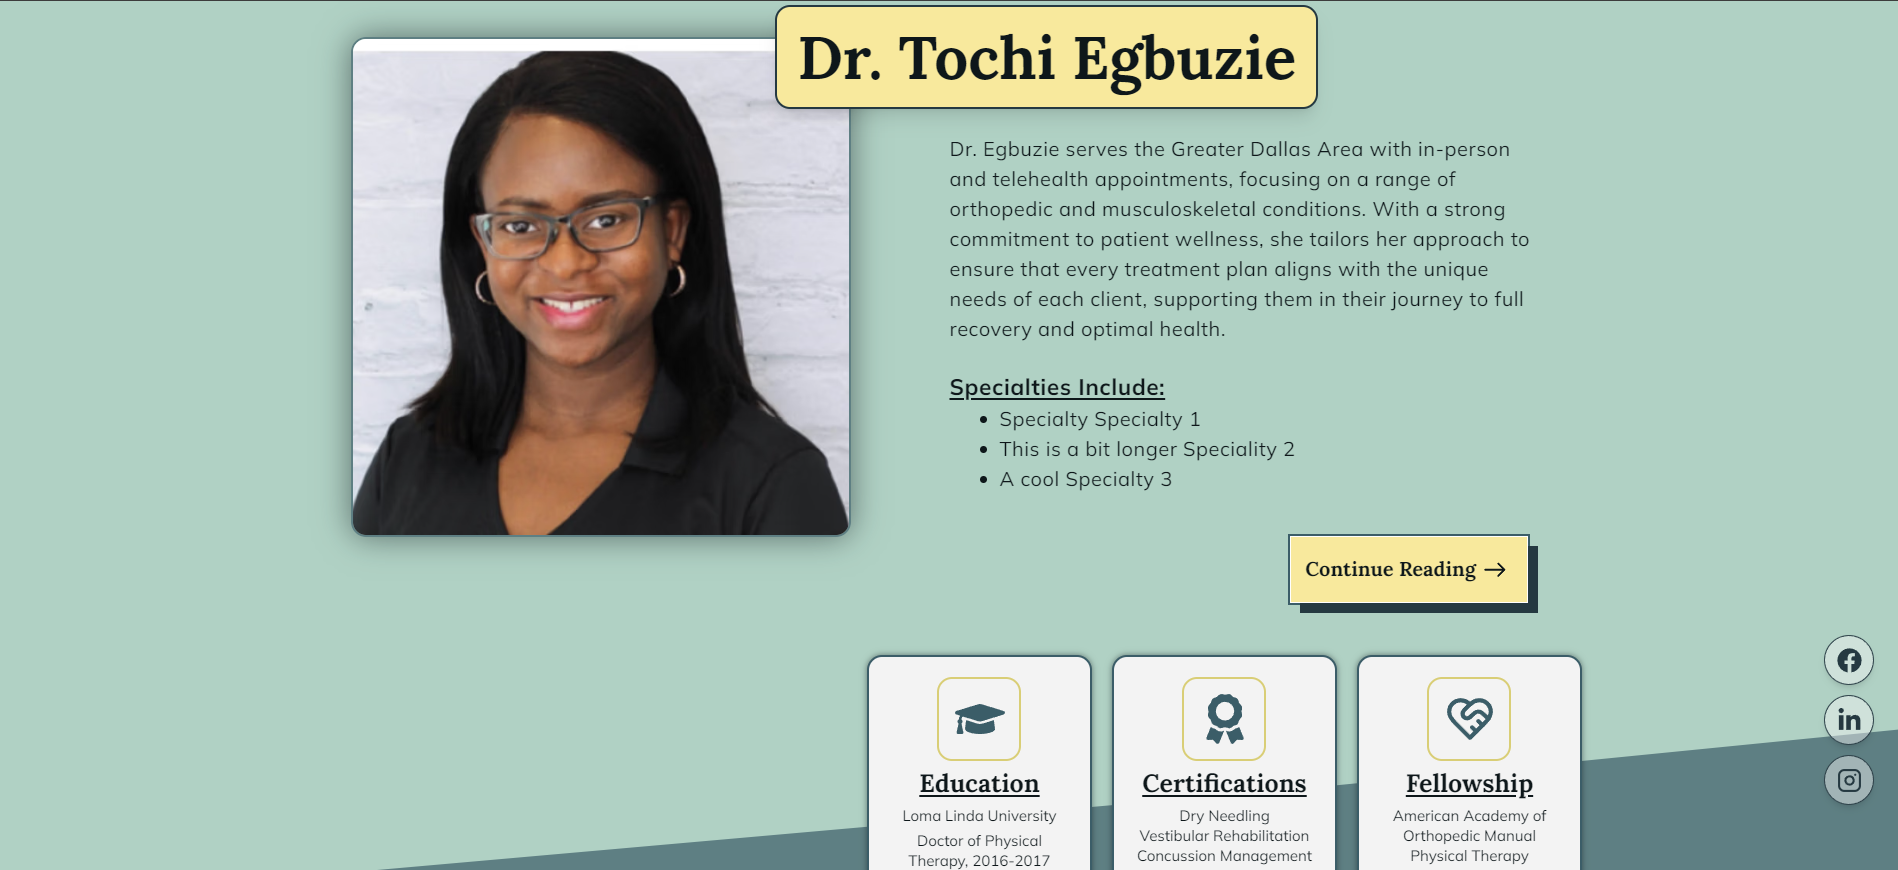 Dr. Tochi Egbuzie
Dr. Egbuzie serves the Greater Dallas Area with in-person
and telehealth appointments, focusing on a range of
orthopedic and musculoskeletal conditions. With a strong
commitment to patient wellness, she tailors her approach to
ensure that every treatment plan aligns with the unique
needs of each client, supporting them in their journey to full
recovery and optimal health.
Specialties Include:
• Specialty Specialty 1
• This is a bit longer Speciality 2
• A cool Specialty 3
Continue Reading →
Education
Loma Linda University
Doctor of Physical
Therapy, 2016-2017
Certifications
Dry Needling
Vestibular Rehabilitation
Concussion Management
Fellowship
American Academy of
Orthopedic Manual
Physical Therapy